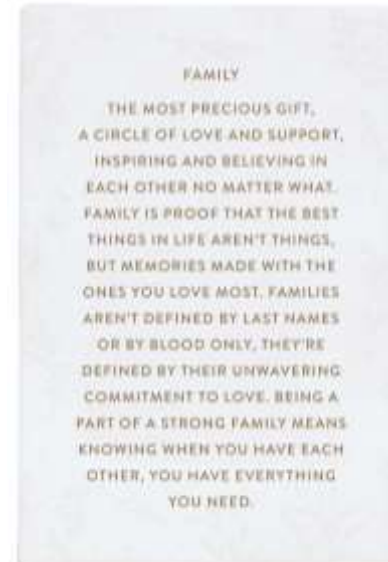 FAMILY
THE MOST PRECIOUS GIFT,
A CIRCLE OF LOVE AND SUPPORT,
INSPIRING AND BELIEVING IN
EACH OTHER NO MATTER WHAT.
FAMILY IS PROOF THAT THE BEST
THINGS IN LIFE AREN'T THINGS,
BUT MEMORIES MADE WITH THE
ONES YOU LOVE MOST. FAMILIES
AREN'T DEFINED BY LAST NAMES
OR BY BLOOD ONLY, THEY'RE
DEFINED BY THEIR UNWAVERING
COMMITMENT TO LOVE. BEING A
PART OF A STRONG FAMILY MEANS
KNOWING WHEN YOU HAVE EACH
OTHER, YOU HAVE EVERYTHING
YOU NEED.